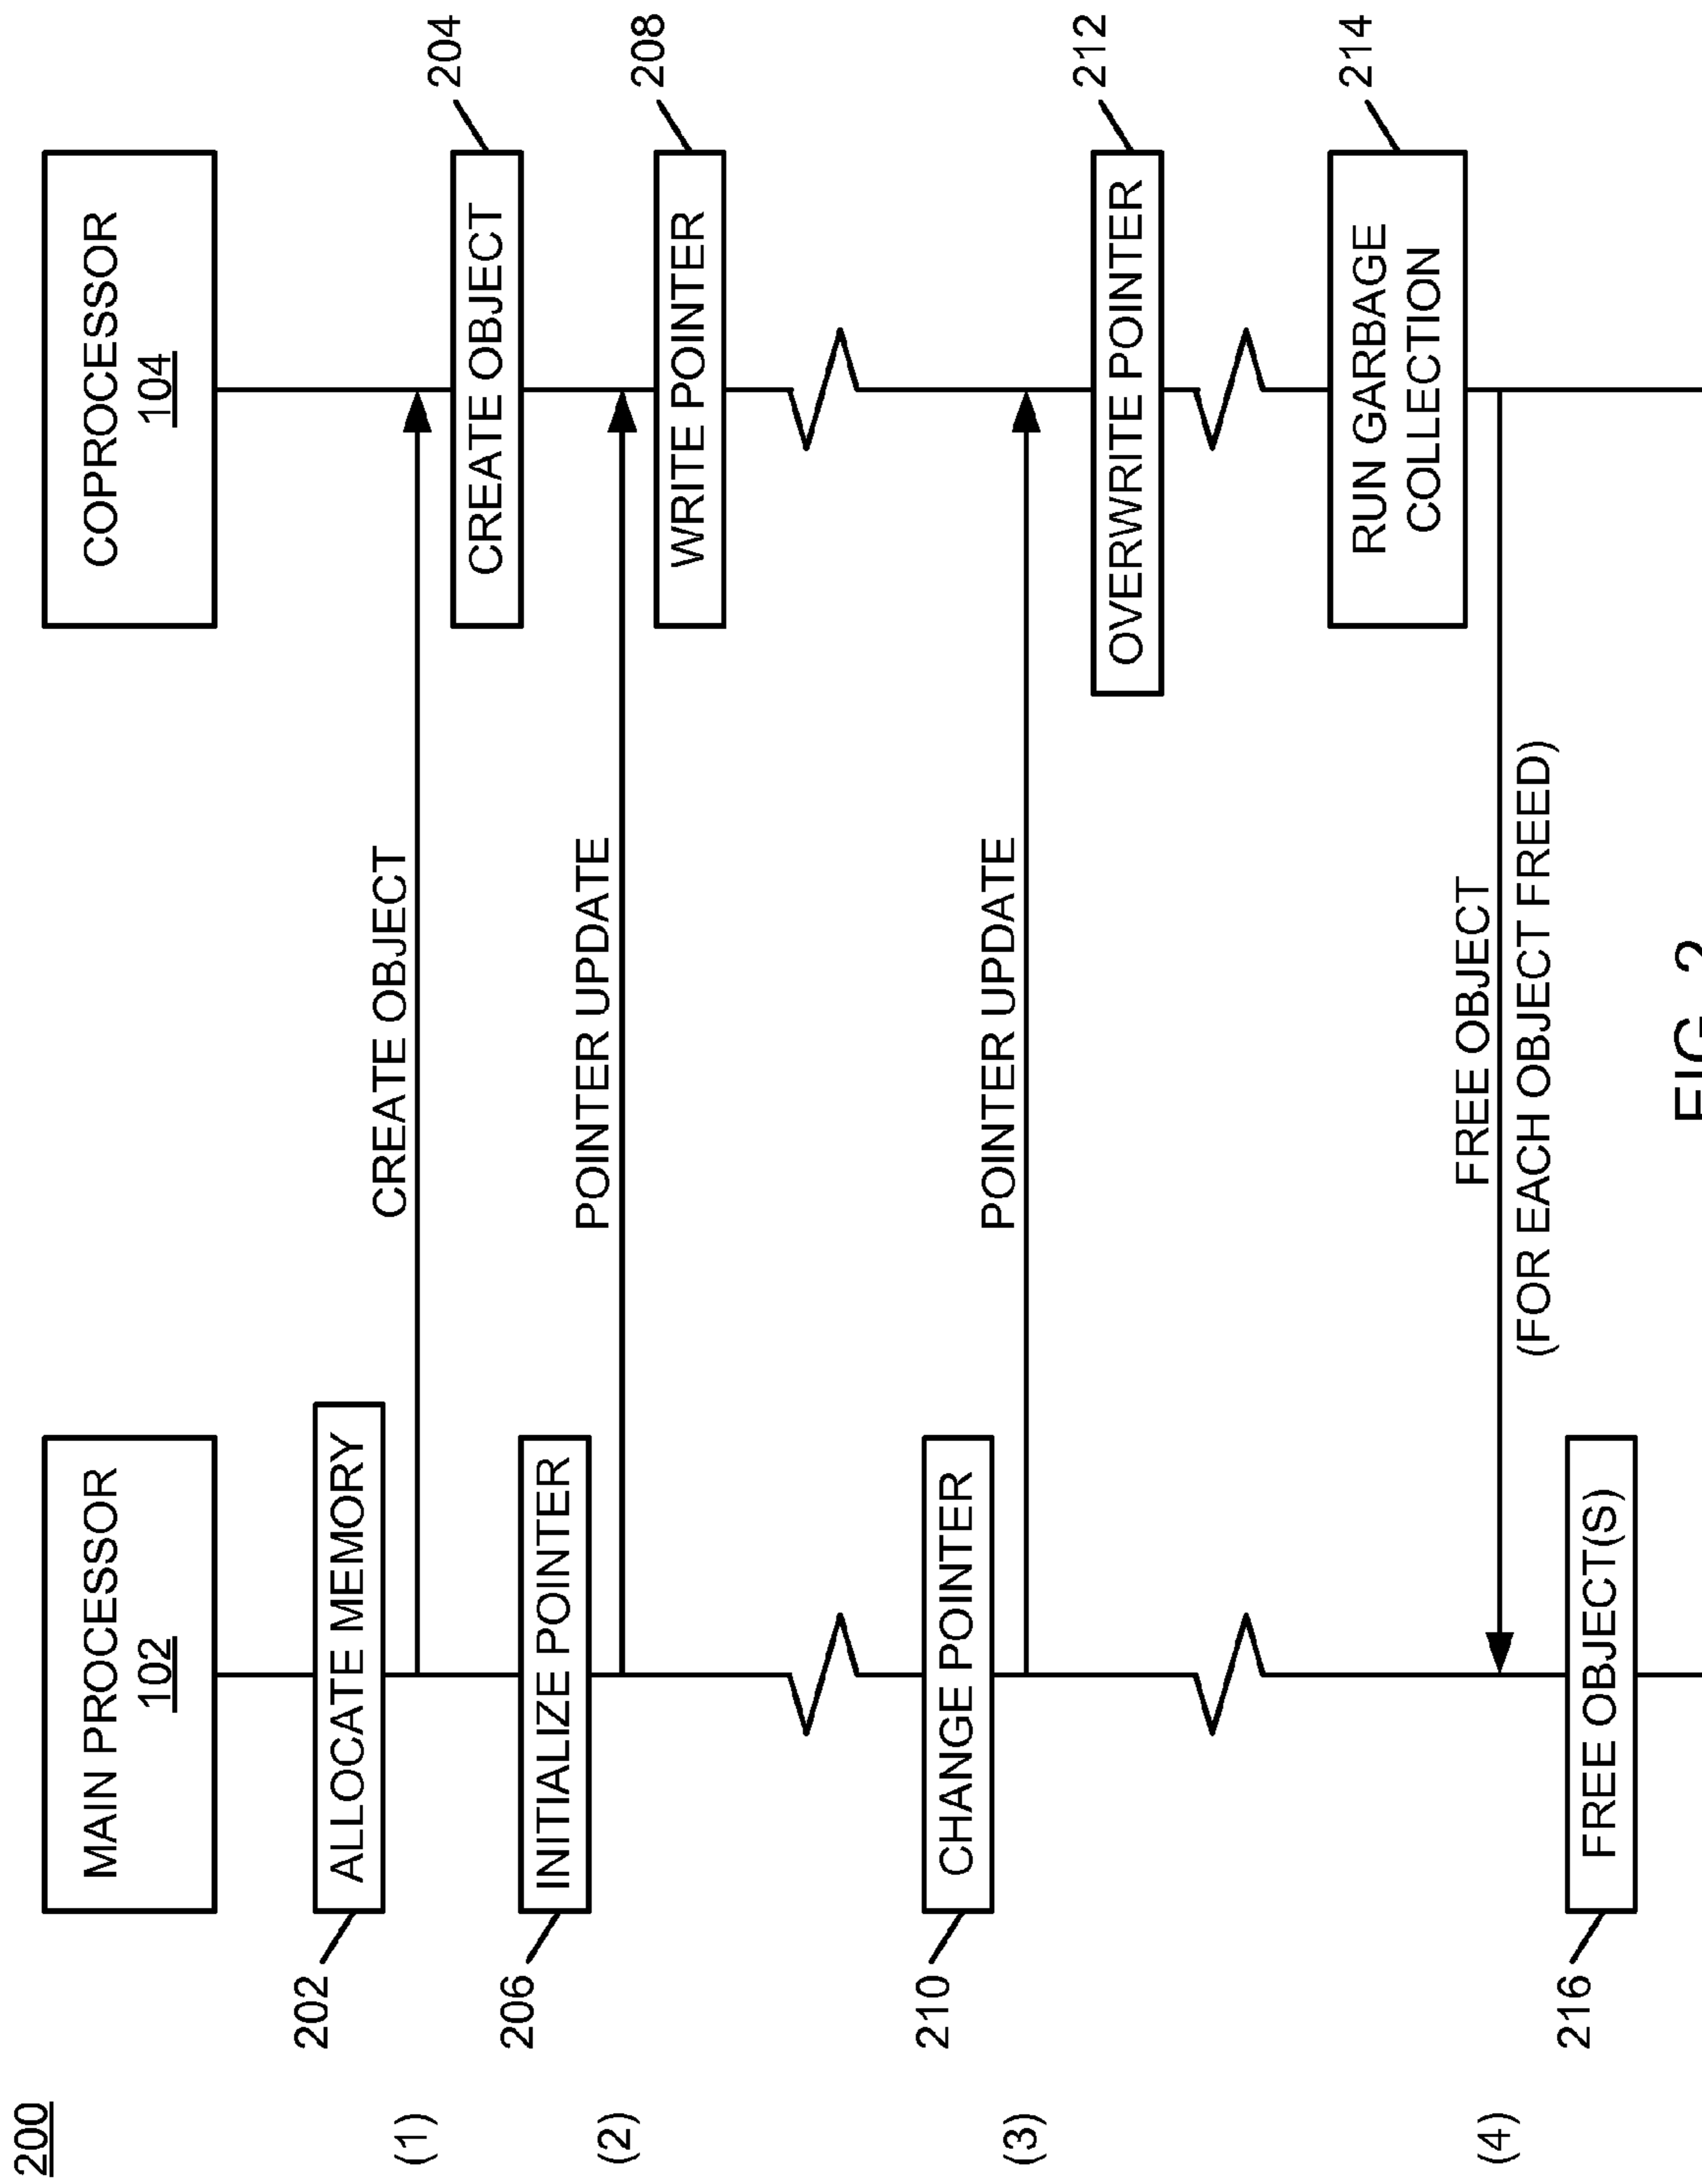 200
MAIN PROCESSOR
102
COPROCESSOR
104
202
ALLOCATE MEMORY
(1)
CREATE OBJECT
CREATE OBJECT
204
206
INITIALIZE POINTER
(2)
POINTER UPDATE
WRITE POINTER
208
210
CHANGE POINTER
(3)
POINTER UPDATE
OVERWRITE POINTER
212
RUN GARBAGE
COLLECTION
214
(4)
FREE OBJECT
(FOR EACH OBJECT FREED)
216
FREE OBJECT(S)
FIG. 2